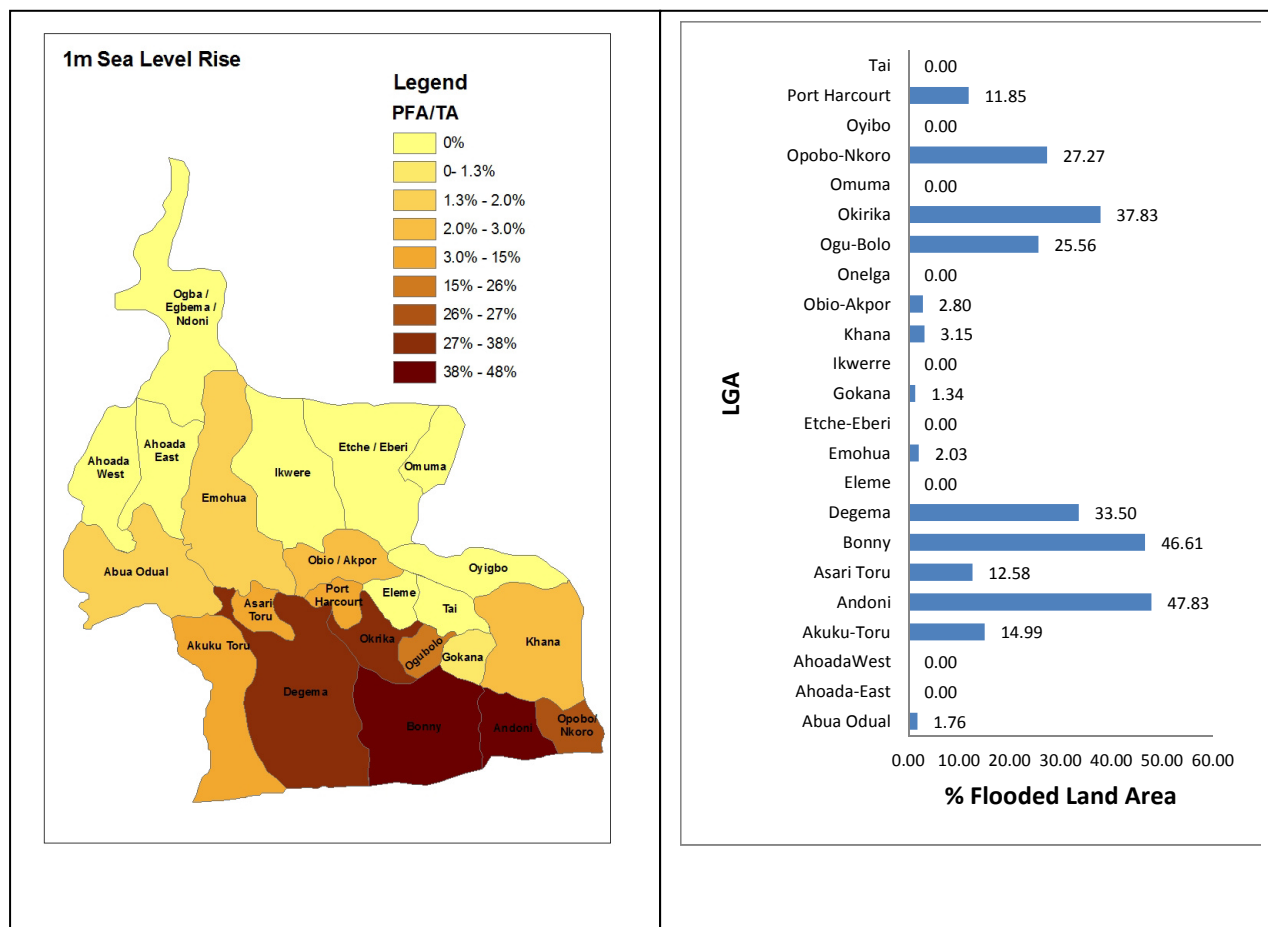 1m Sea Level Rise
Legend
PFA/TA
0%
0- 1.3%
1.3% - 2.0%
2.0% - 3.0%
3.0% - 15%
15% - 26%
26% - 27%
27% - 38%
38% - 48%
Ogba /
Egbema /
Ndoni
Ahoada
West
Ahoada
East
Emohua
Ikwere
Etche / Eberi
Omuma
Abua Odual
Obio / Akpor
Oyigbo
Port
Harcourt
Eleme
Tai
Asari
Toru
Akuku Toru
Okrika
Ogubolo
Gokana
Khana
Degema
Bonny
Andoni
Opobo/
Nkoro
LGA
Tai 0.00
Port Harcourt 11.85
Oyibo 0.00
Opobo-Nkoro 27.27
Omuma 0.00
Okirika 37.83
Ogu-Bolo 25.56
Onelga 0.00
Obio-Akpor 2.80
Khana 3.15
Ikwerre 0.00
Gokana 1.34
Etche-Eberi 0.00
Emohua 2.03
Eleme 0.00
Degema 33.50
Bonny 46.61
Asari Toru 12.58
Andoni 47.83
Akuku-Toru 14.99
AhoadaWest 0.00
Ahoada-East 0.00
Abua Odual 1.76
0.00 10.00 20.00 30.00 40.00 50.00 60.00
% Flooded Land Area